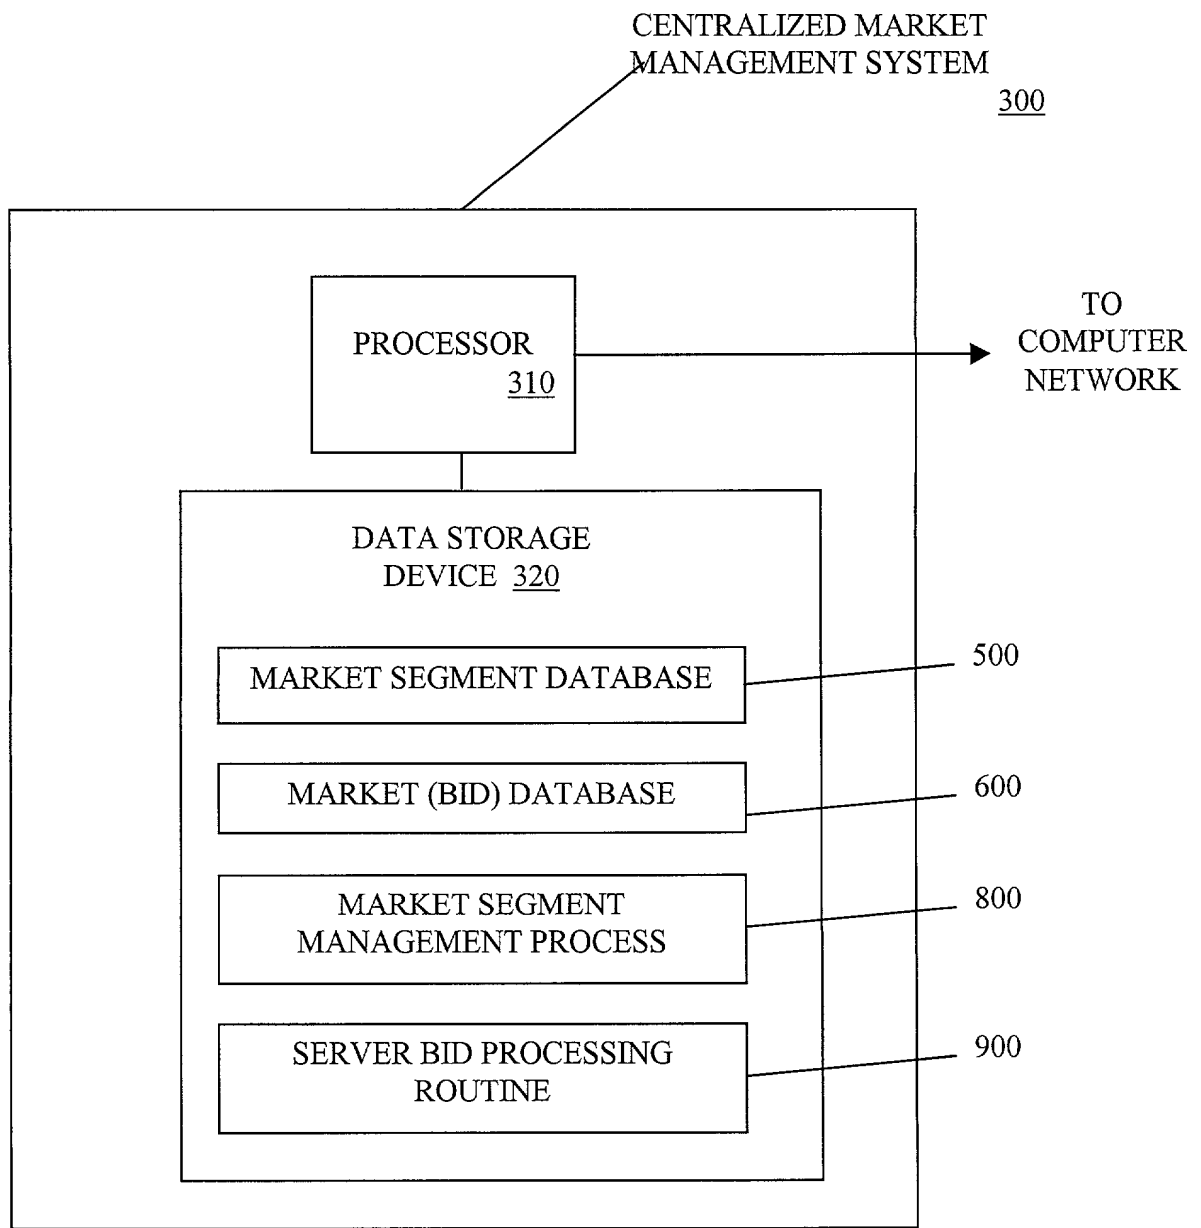 CENTRALIZED MARKET
MANAGEMENT SYSTEM
300
PROCESSOR
310
TO
COMPUTER
NETWORK
DATA STORAGE
DEVICE 320
MARKET SEGMENT DATABASE
500
MARKET (BID) DATABASE
600
MARKET SEGMENT
MANAGEMENT PROCESS
800
SERVER BID PROCESSING
ROUTINE
900